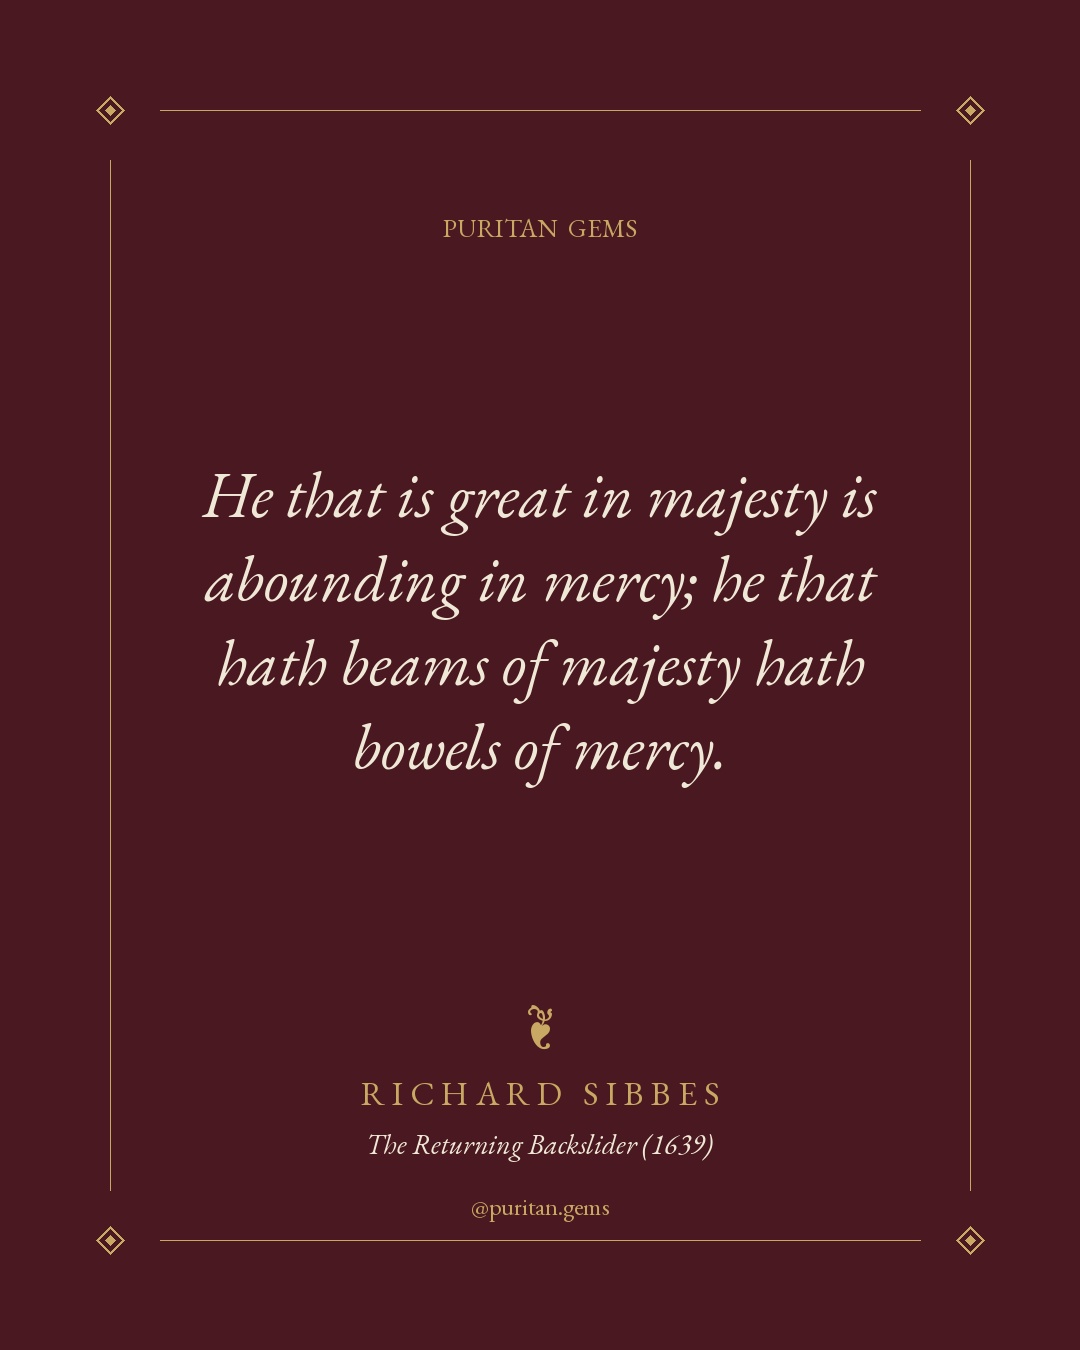 PURITAN GEMS
He that is great in majesty is
abounding in mercy; he that
hath beams of majesty hath
bowels of mercy.
RICHARD SIBBES
The Returning Backslider (1639)
@puritan.gems